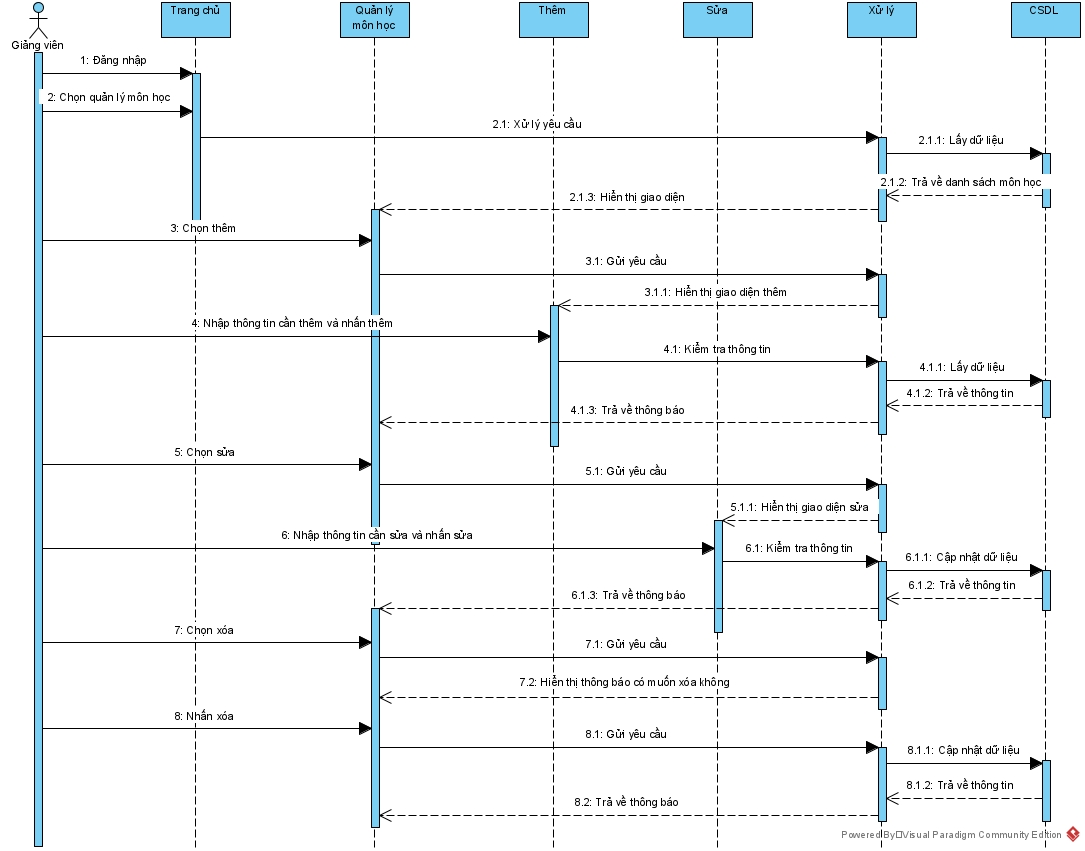 Trang chủ
Quản lý
môn học
Thêm
Sửa
Xử lý
CSDL
Giảng viên
1: Đăng nhập
2: Chọn quản lý môn học
2.1: Xử lý yêu cầu
2.1.1: Lấy dữ liệu
2.1.2: Trả về danh sách môn học
2.1.3: Hiển thị giao diện
3: Chọn thêm
3.1: Gửi yêu cầu
3.1.1: Hiển thị giao diện thêm
4: Nhập thông tin cần thêm và nhấn thêm
4.1: Kiểm tra thông tin
4.1.1: Lấy dữ liệu
4.1.2: Trả về thông tin
4.1.3: Trả về thông báo
5: Chọn sửa
5.1: Gửi yêu cầu
5.1.1: Hiển thị giao diện sửa
6: Nhập thông tin cần sửa và nhấn sửa
6.1: Kiểm tra thông tin
6.1.1: Cập nhật dữ liệu
6.1.2: Trả về thông tin
6.1.3: Trả về thông báo
7: Chọn xóa
7.1: Gửi yêu cầu
7.2: Hiển thị thông báo có muốn xóa không
8: Nhấn xóa
8.1: Gửi yêu cầu
8.1.1: Cập nhật dữ liệu
8.1.2: Trả về thông tin
8.2: Trả về thông báo
Powered By Visual Paradigm Community Edition